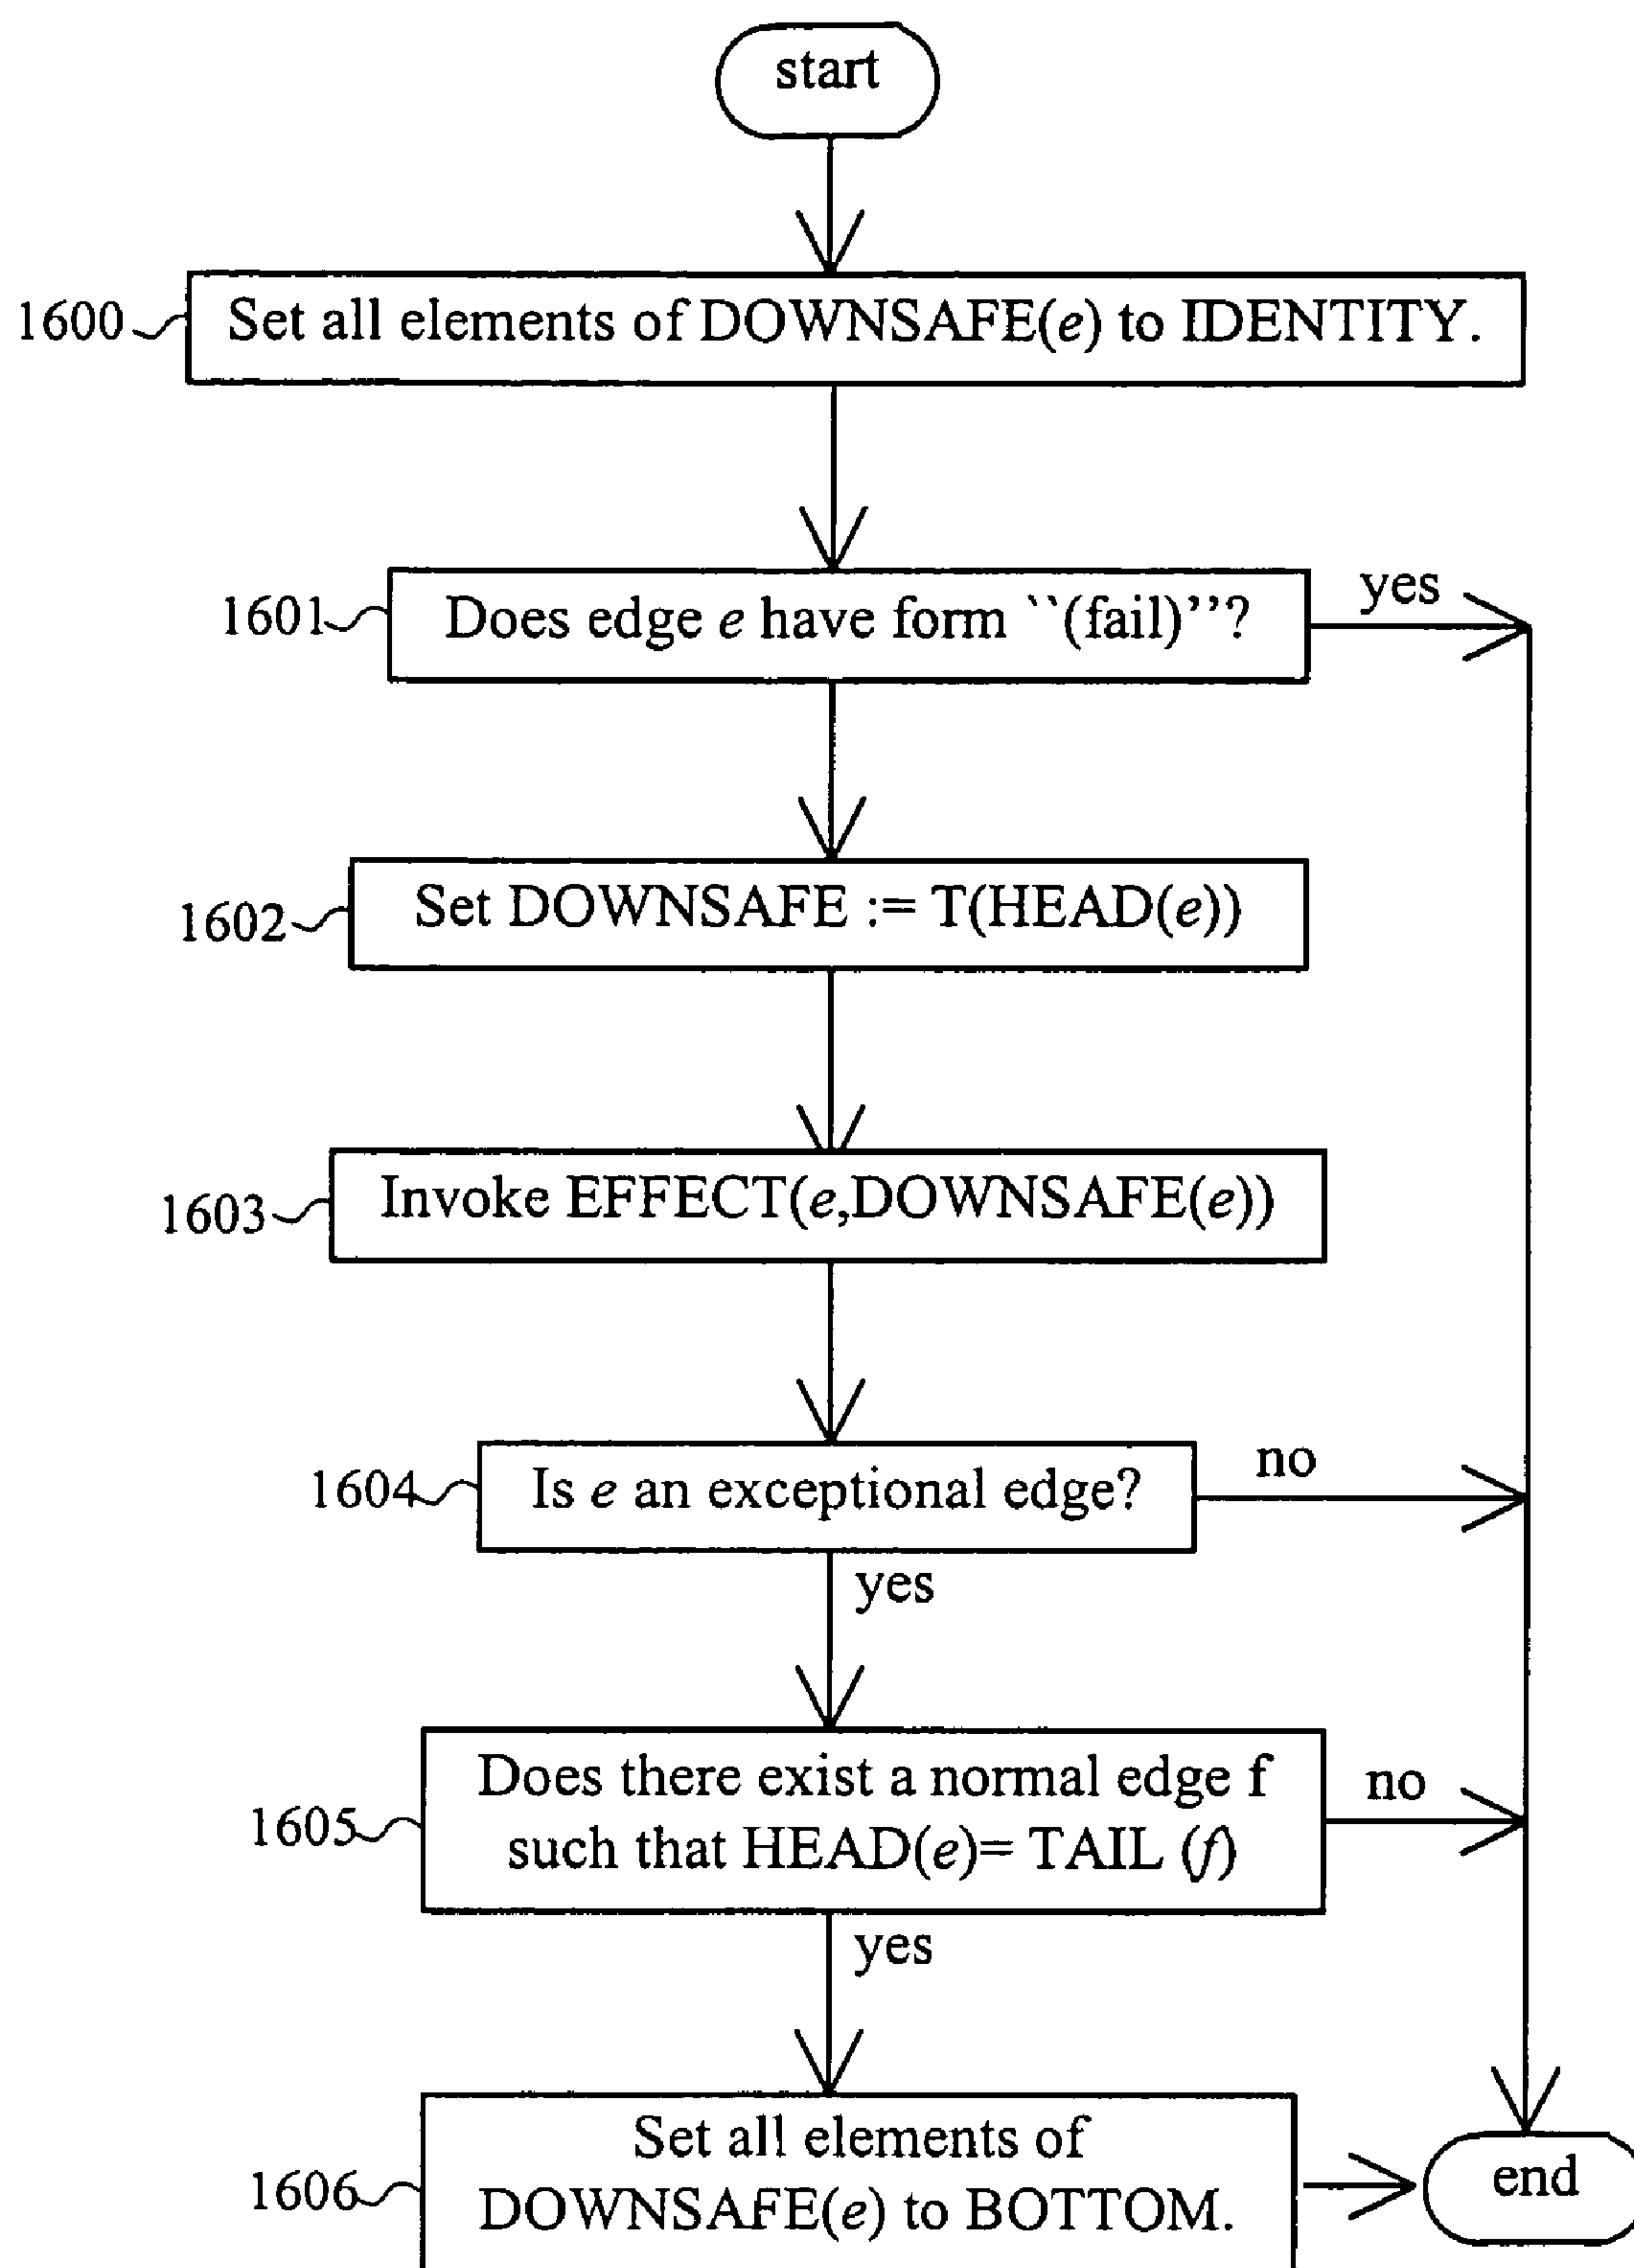 start
1600
Set all elements of DOWNSAFE(e) to IDENTITY.
1601
Does edge e have form ``(fail)''?
yes
1602
Set DOWNSAFE := T(HEAD(e))
1603
Invoke EFFECT(e,DOWNSAFE(e))
1604
Is e an exceptional edge?
no
yes
1605
Does there exist a normal edge f
such that HEAD(e)= TAIL (f)
no
yes
1606
Set all elements of
DOWNSAFE(e) to BOTTOM.
end